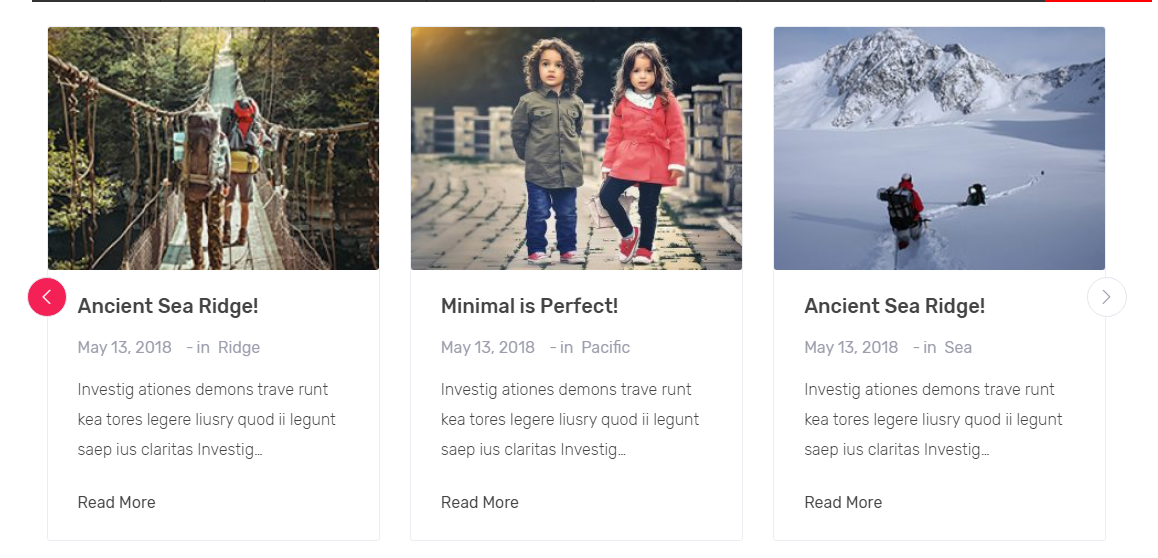 Ancient Sea Ridge!
May 13, 2018 - in Ridge
Investig ationes demons trave runt
kea tores legere liusry quod ii legunt
saep ius claritas Investig...
Read More
Minimal is Perfect!
May 13, 2018 - in Pacific
Investig ationes demons trave runt
kea tores legere liusry quod ii legunt
saep ius claritas Investig...
Read More
Ancient Sea Ridge!
May 13, 2018 - in Sea
Investig ationes demons trave runt
kea tores legere liusry quod ii legunt
saep ius claritas Investig...
Read More